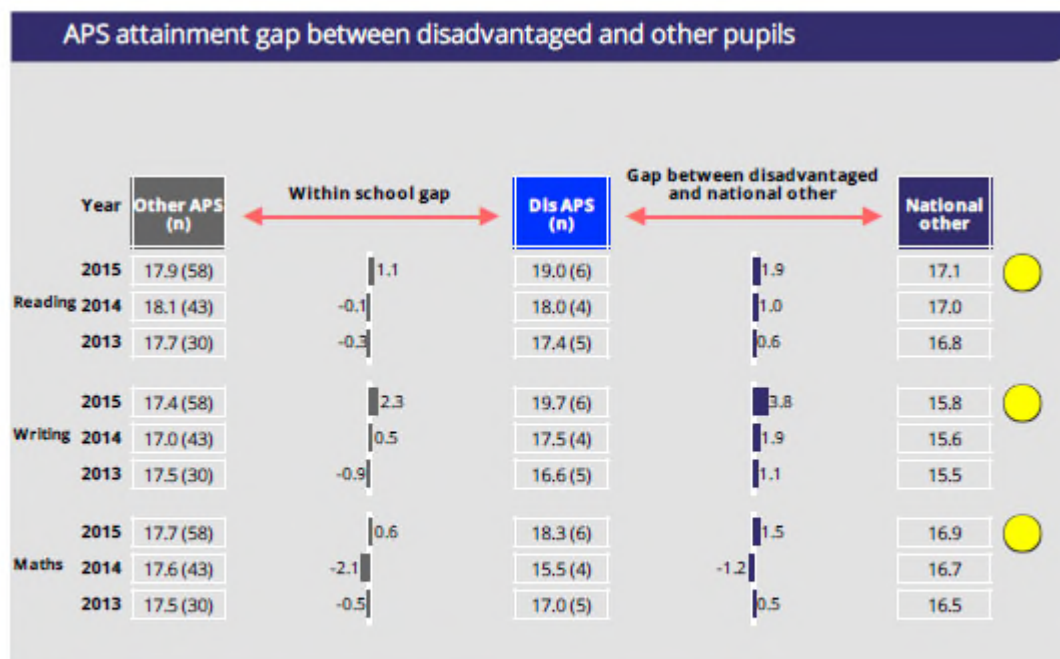 APS attainment gap between disadvantaged and other pupils
Year Other APS (n) Within school gap Dis APS (n) Gap between disadvantaged and national other National other
2015 17.9 (58) 1.1 19.0 (6) 1.9 17.1
Reading 2014 18.1 (43) -0.1 18.0 (4) 1.0 17.0
2013 17.7 (30) -0.3 17.4 (5) 0.6 16.8
2015 17.4 (58) 2.3 19.7 (6) 3.8 15.8
Writing 2014 17.0 (43) 0.5 17.5 (4) 1.9 15.6
2013 17.5 (30) -0.9 16.6 (5) 1.1 15.5
2015 17.7 (58) 0.6 18.3 (6) 1.5 16.9
Maths 2014 17.6 (43) -2.1 15.5 (4) -1.2 16.7
2013 17.5 (30) -0.5 17.0 (5) 0.5 16.5